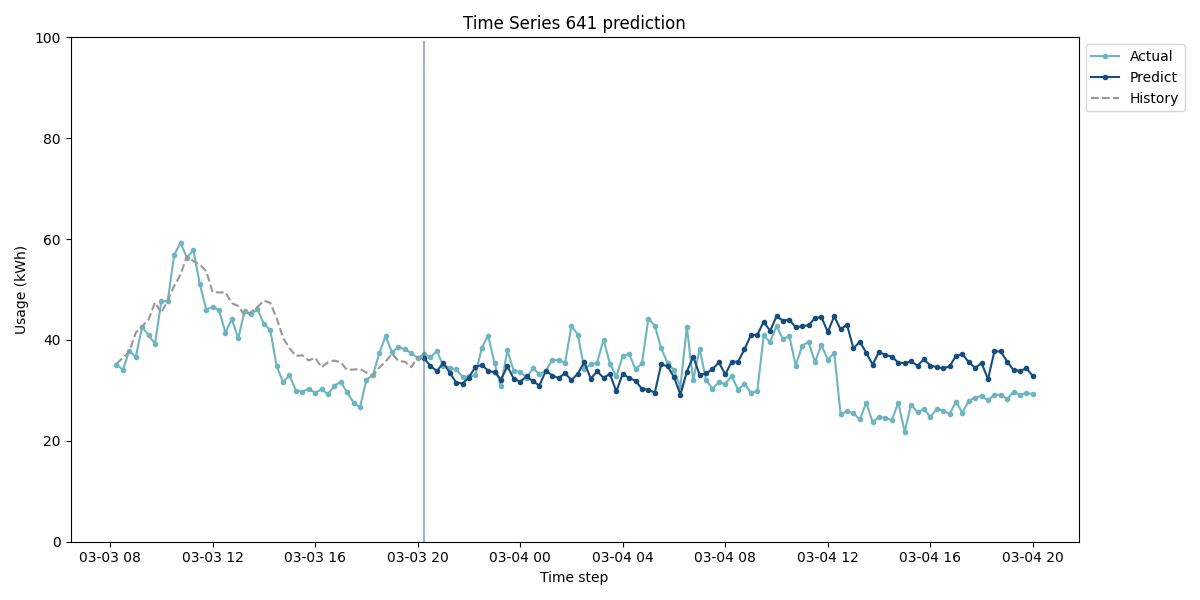 Time Series 641 prediction
100
80
60
40
20
0
Usage (kWh)
03-03 08 03-03 12 03-03 16 03-03 20 03-04 00 03-04 04 03-04 08 03-04 12 03-04 16 03-04 20
Time step
Actual
Predict
History